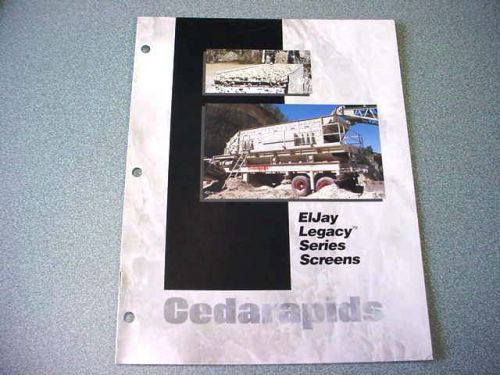 ElJay
Legacy™
Series
Screens
Cedarapids